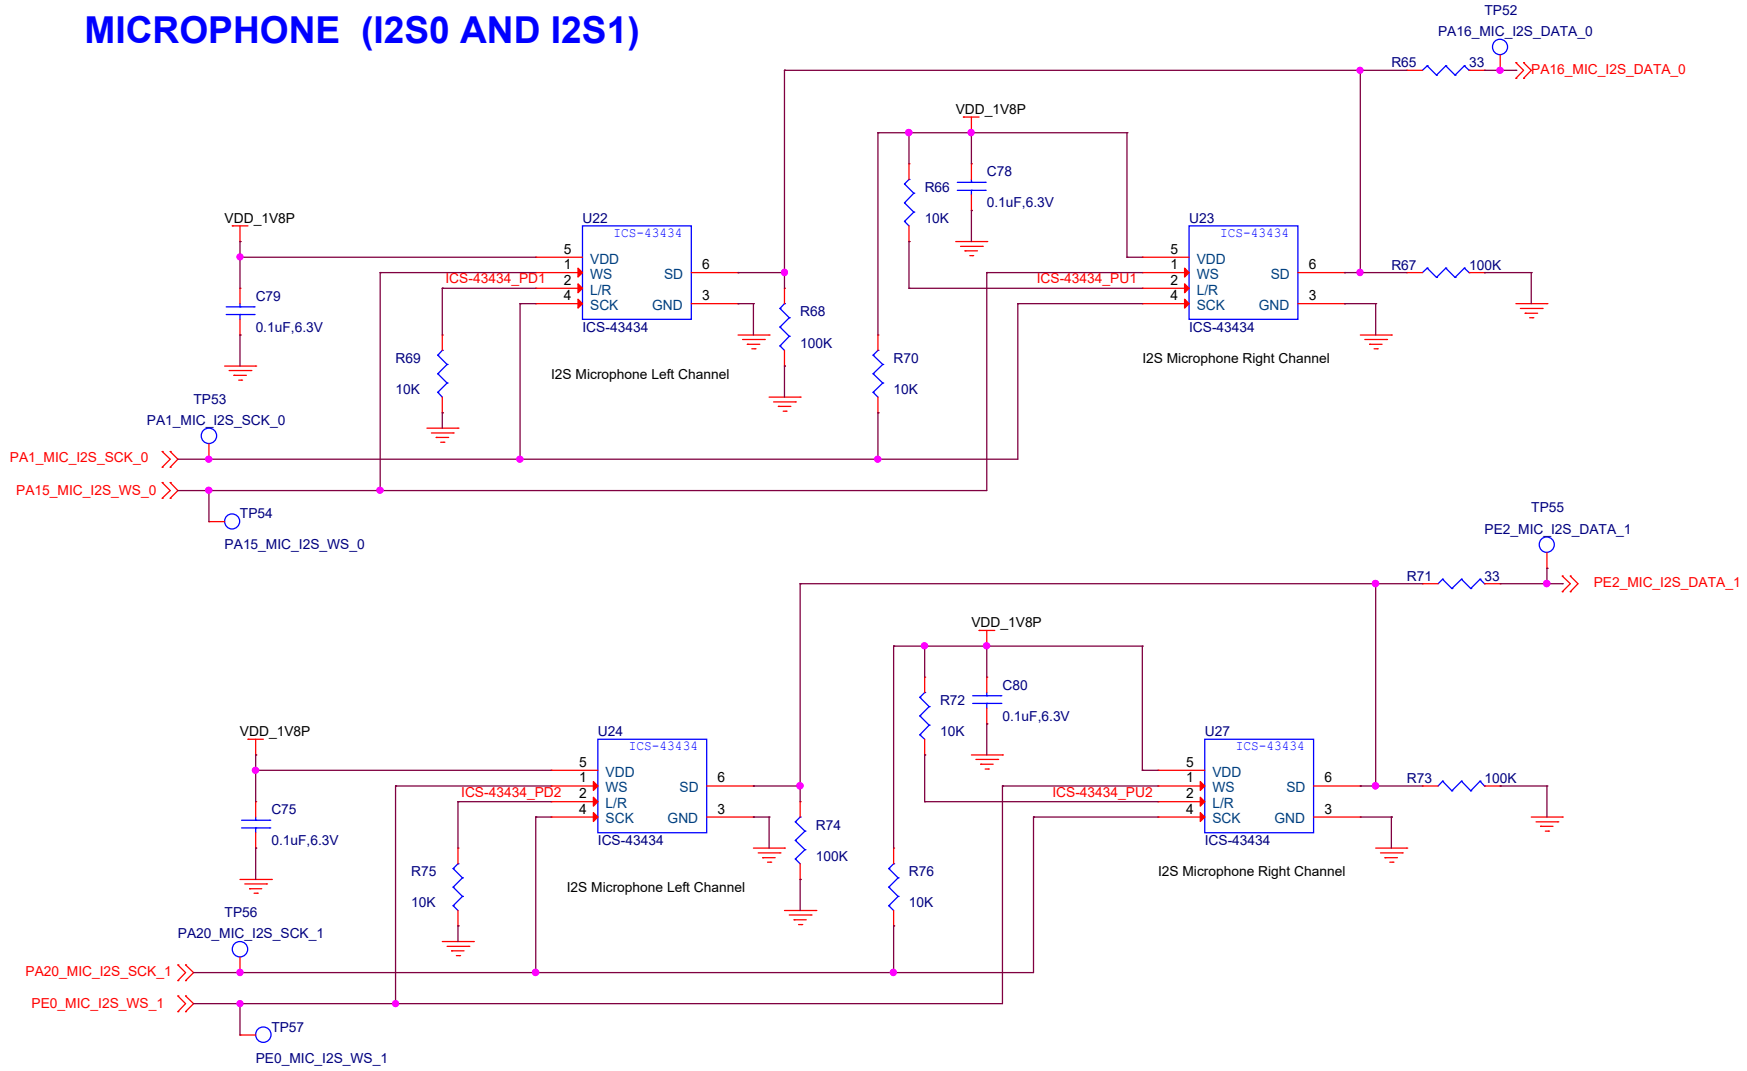 MICROPHONE (I2S0 AND I2S1)
TP52
PA16_MIC_I2S_DATA_0
R65
33
PA16_MIC_I2S_DATA_0
VDD_1V8P
R66
10K
C78
0.1uF,6.3V
VDD_1V8P
C79
0.1uF,6.3V
U22
ICS-43434
5
1
2
4
VDD
WS
L/R
SCK
SD
GND
6
3
ICS-43434
ICS-43434_PD1
R69
10K
I2S Microphone Left Channel
R68
100K
R70
10K
U23
ICS-43434
5
1
2
4
VDD
WS
L/R
SCK
SD
GND
6
3
ICS-43434
ICS-43434_PU1
R67
100K
I2S Microphone Right Channel
TP53
PA1_MIC_I2S_SCK_0
PA1_MIC_I2S_SCK_0
PA15_MIC_I2S_WS_0
TP54
PA15_MIC_I2S_WS_0
TP55
PE2_MIC_I2S_DATA_1
R71
33
PE2_MIC_I2S_DATA_1
VDD_1V8P
R72
10K
C80
0.1uF,6.3V
VDD_1V8P
C75
0.1uF,6.3V
U24
ICS-43434
5
1
2
4
VDD
WS
L/R
SCK
SD
GND
6
3
ICS-43434
ICS-43434_PD2
R75
10K
I2S Microphone Left Channel
R74
100K
R76
10K
U27
ICS-43434
5
1
2
4
VDD
WS
L/R
SCK
SD
GND
6
3
ICS-43434
ICS-43434_PU2
R73
100K
I2S Microphone Right Channel
TP56
PA20_MIC_I2S_SCK_1
PA20_MIC_I2S_SCK_1
PE0_MIC_I2S_WS_1
TP57
PE0_MIC_I2S_WS_1